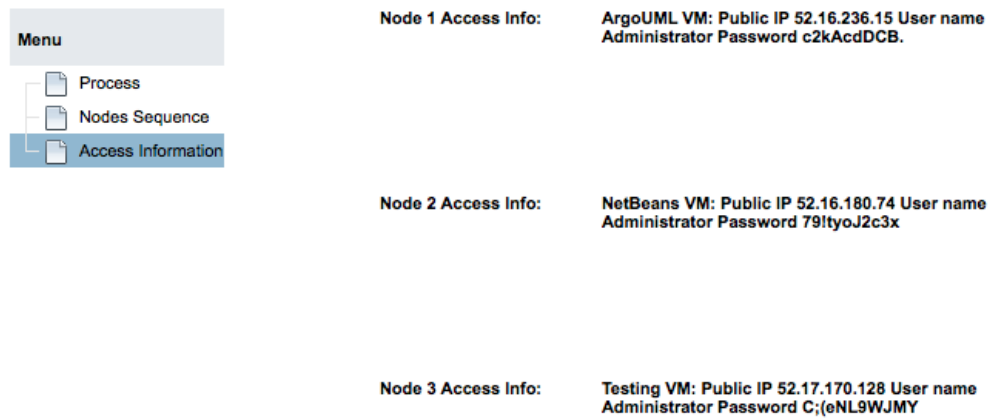 Menu
Process
Nodes Sequence
Access Information
Node 1 Access Info:
ArgoUML VM: Public IP 52.16.236.15 User name
Administrator Password c2kAcdDCB.
Node 2 Access Info:
NetBeans VM: Public IP 52.16.180.74 User name
Administrator Password 79!tyoJ2c3x
Node 3 Access Info:
Testing VM: Public IP 52.17.170.128 User name
Administrator Password C;(eNL9WJMY